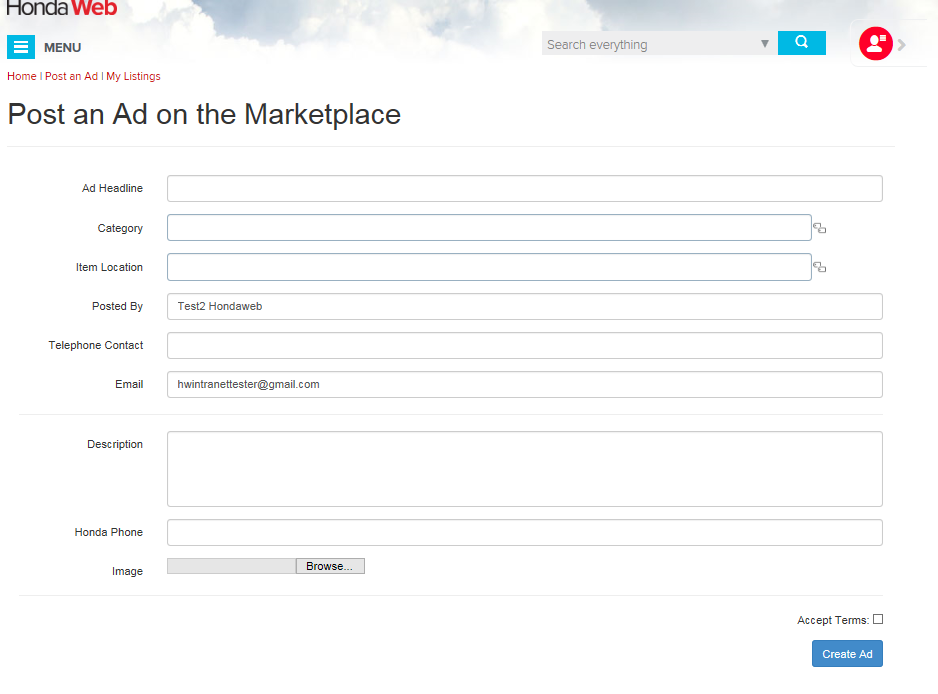 HondaWeb
MENU
Search everything
Home | Post an Ad | My Listings
Post an Ad on the Marketplace
Ad Headline
Category
Item Location
Posted By Test2 Hondaweb
Telephone Contact
Email hwintranettester@gmail.com
Description
Honda Phone
Image Browse...
Accept Terms:
Create Ad